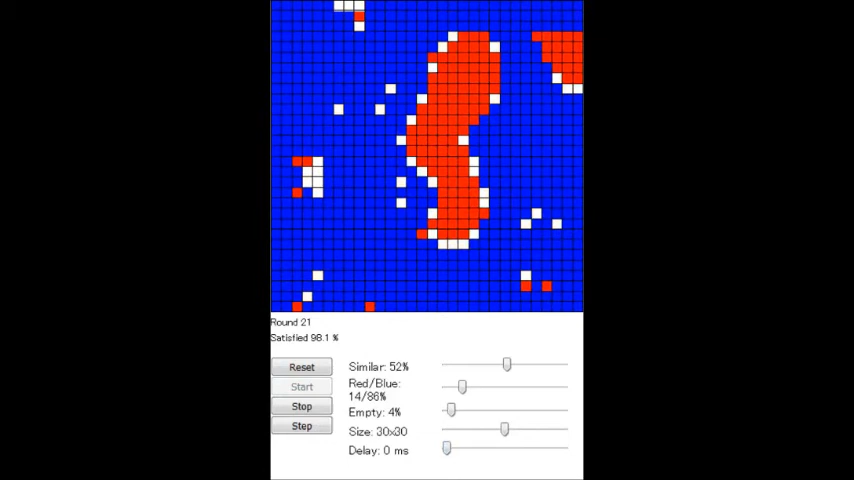 Round 21
Satisfied 98.1 %
Reset
Similar: 52%
Start
Red/Blue:
14/86%
Stop
Empty: 4%
Step
Size: 30x30
Delay: 0 ms